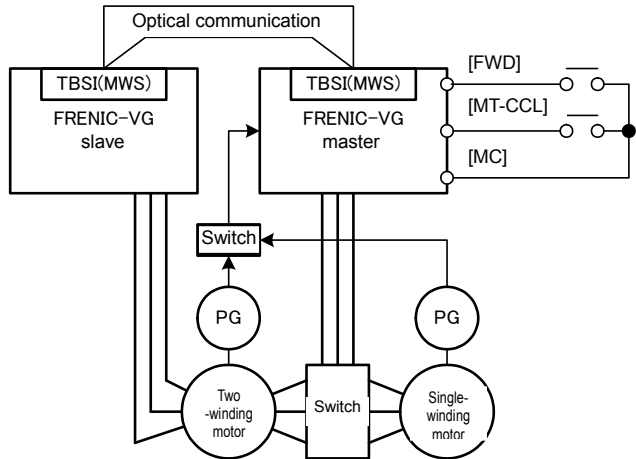 Optical communication
TBSI(MWS)
FRENIC-VG
slave
TBSI(MWS)
FRENIC-VG
master
[FWD]
[MT-CCL]
[MC]
Switch
PG
PG
Two
-winding
motor
Switch
Single-
winding
motor